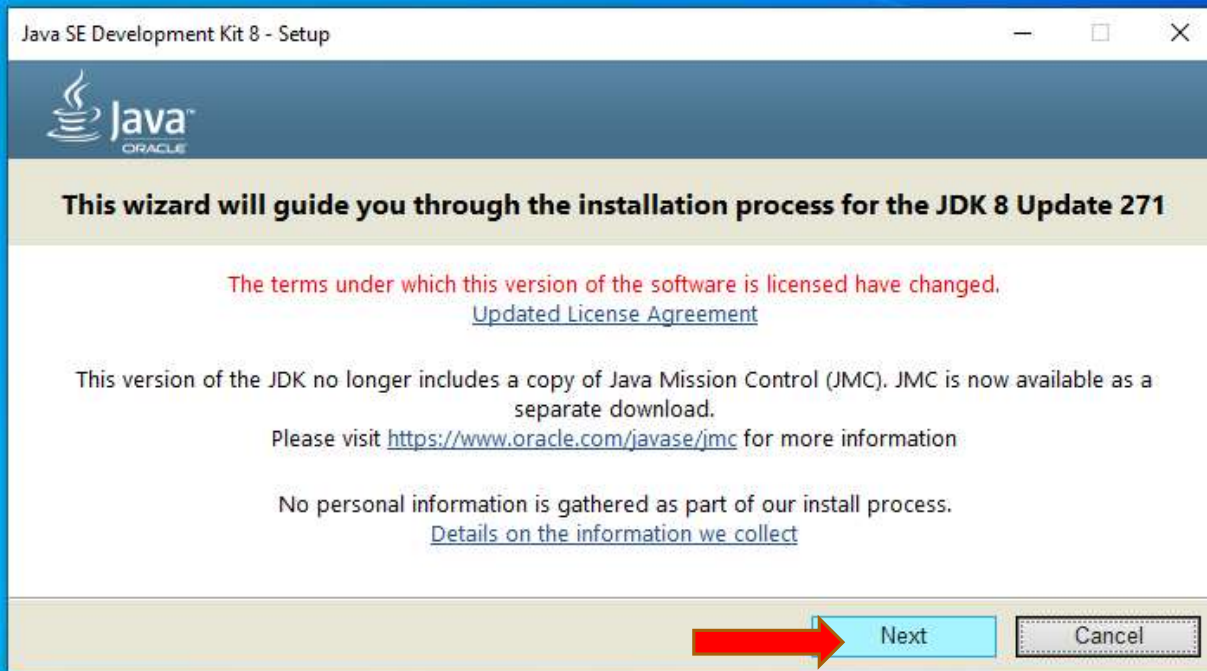 Java SE Development Kit 8 - Setup
Java™
ORACLE
This wizard will guide you through the installation process for the JDK 8 Update 271
The terms under which this version of the software is licensed have changed.
Updated License Agreement
This version of the JDK no longer includes a copy of Java Mission Control (JMC). JMC is now available as a
separate download.
Please visit https://www.oracle.com/javase/jmc for more information
No personal information is gathered as part of our install process.
Details on the information we collect
Next
Cancel